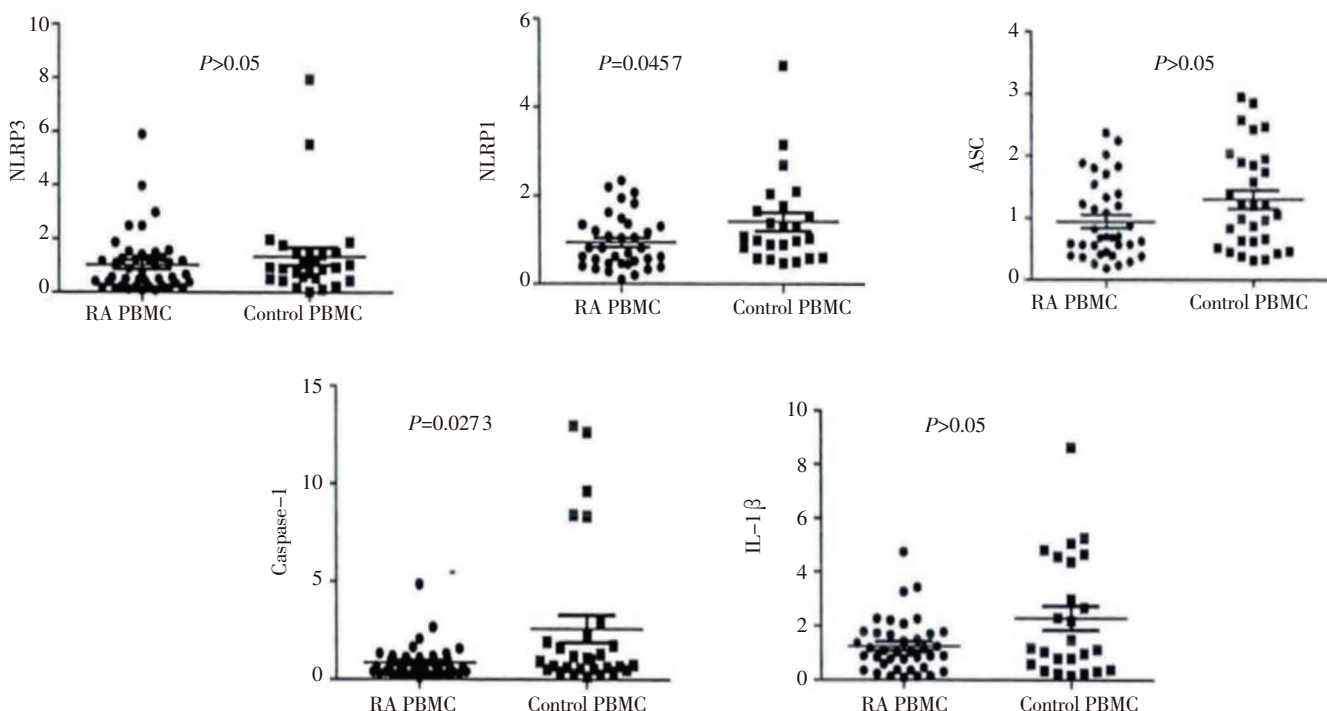 NLRP3
10
8
6
4
2
0
P>0.05
RA PBMC
Control PBMC
NLRP1
6
4
2
0
P=0.0457
RA PBMC
Control PBMC
ASC
4
3
2
1
0
P>0.05
RA PBMC
Control PBMC
Caspase-1
15
10
5
0
P=0.0273
RA PBMC
Control PBMC
IL-1β
10
8
6
4
2
0
P>0.05
RA PBMC
Control PBMC